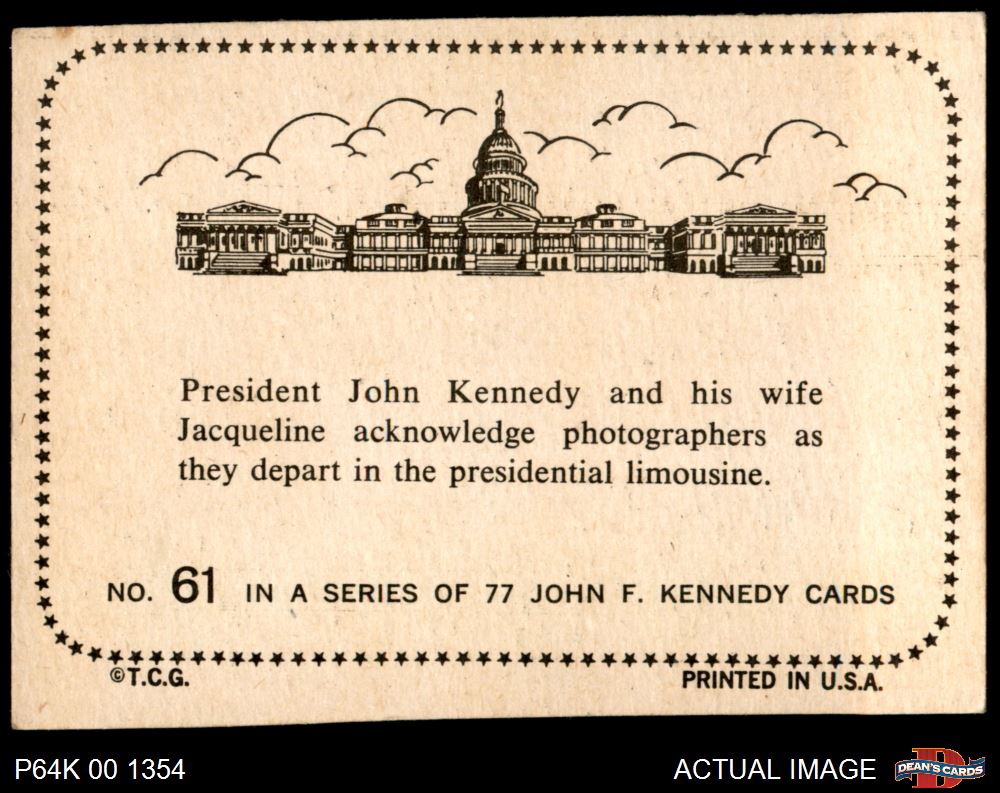 President John Kennedy and his wife
Jacqueline acknowledge photographers as
they depart in the presidential limousine.
NO. 61 IN A SERIES OF 77 JOHN F. KENNEDY CARDS
©T.C.G. PRINTED IN U.S.A.
P64K 00 1354 ACTUAL IMAGE DEAN'S CARDS